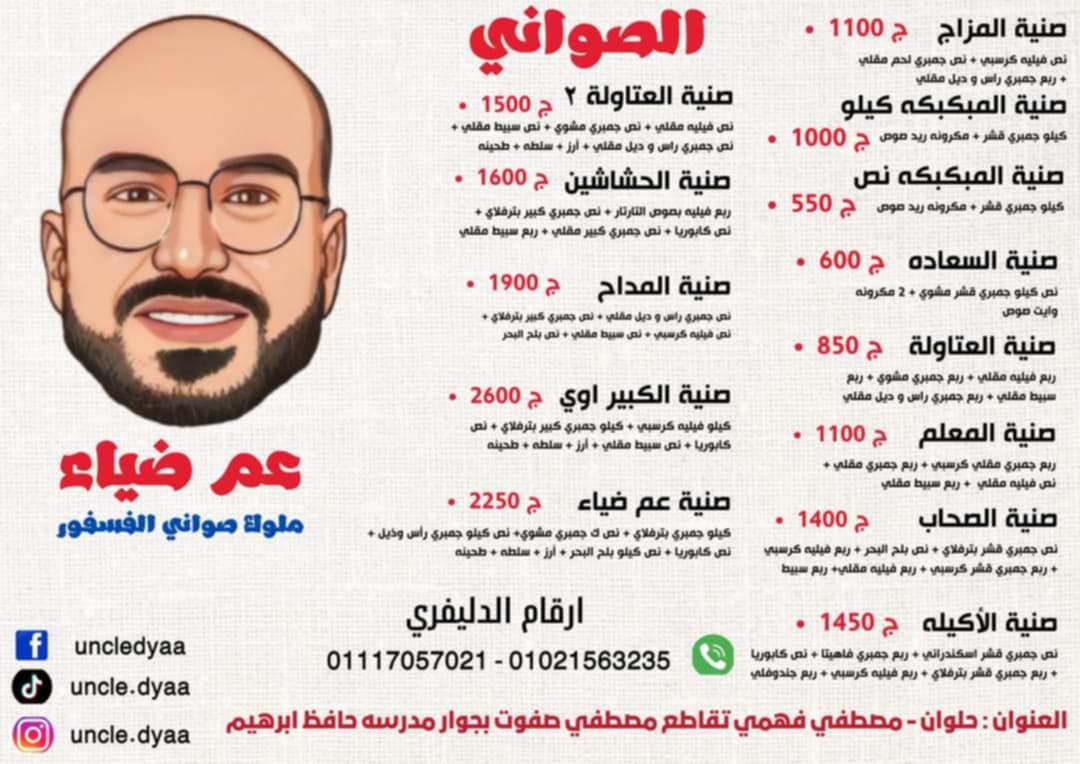 الصواني
صنية المزاج ج 1100
نص فيليه كرسبي + نص جمبري لحم مقلي
+ ربع جمبري راس و ديل مقلي
صنية المبكبكه كيلو
كيلو جمبري قشر + مكرونه ريد صوص ج 1000
صنية المبكبكه نص
كيلو جمبري قشر + مكرونه ريد صوص ج 550
صنية السعاده ج 600
نص كيلو جمبري قشر مشوي + 2 مكرونه
وايت صوص
صنية العتاولة ج 850
ربع فيليه مقلي + ربع جمبري مشوي + ربع
سبيط مقلي + ربع جمبري راس و ديل مقلي
صنية المعلم ج 1100
ربع جمبري مقلي كرسبي + ربع جمبري مقلي +
نص فيليه مقلي + ربع سبيط مقلي
صنية الصحاب ج 1400
نص جمبري قشر بترفلاي + نص بلح البحر + ربع فيليه كرسبي
+ ربع جمبري قشر كرسبي + ربع فيليه مقلي+ ربع سبيط
صنية الأكيله ج 1450
نص جمبري قشر اسكندراني + ربع جمبري فاهيتا + نص كابوريا
+ ربع جمبري قشر بترفلاي + ربع فيليه كرسبي + ربع جندوفلي
صنية العتاولة ٢ ج 1500
نص فيليه مقلي + نص جمبري مشوي + نص سبيط مقلي +
نص جمبري راس و ديل مقلي + أرز + سلطه + طحينه
صنية الحشاشين ج 1600
ربع فيليه بصوص التارتار + نص جمبري كبير بترفلاي +
نص كابوريا + نص جمبري كبير مقلي + ربع سبيط مقلي
صنية المداح ج 1900
نص جمبري راس و ديل مقلي + نص جمبري كبير بترفلاي +
نص فيليه كرسبي + نص سبيط مقلي + نص بلح البحر
صنية الكبير اوي ج 2600
كيلو فيليه كرسبي + كيلو جمبري كبير بترفلاي + نص
كابوريا + نص سبيط مقلي + أرز + سلطه + طحينه
صنية عم ضياء ج 2250
كيلو جمبري بترفلاي + نص ك جمبري مشوي+ نص كيلو جمبري رأس وذيل +
نص كابوريا + نص كيلو بلح البحر + أرز + سلطه + طحينه
عم ضياء
ملوك صواني الفسفور
ارقام الدليفري
01117057021 - 01021563235
uncledyaa
uncle.dyaa
uncle.dyaa
العنوان : حلوان - مصطفي فهمي تقاطع مصطفي صفوت بجوار مدرسه حافظ ابرهيم